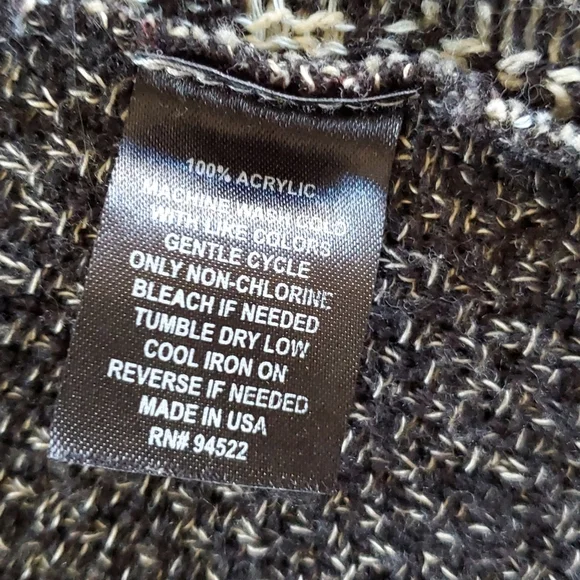 100% ACRYLIC
MACHINE WASH COLD
WITH LIKE COLORS
GENTLE CYCLE
ONLY NON-CHLORINE
BLEACH IF NEEDED
TUMBLE DRY LOW
COOL IRON ON
REVERSE IF NEEDED
MADE IN USA
RN# 94522